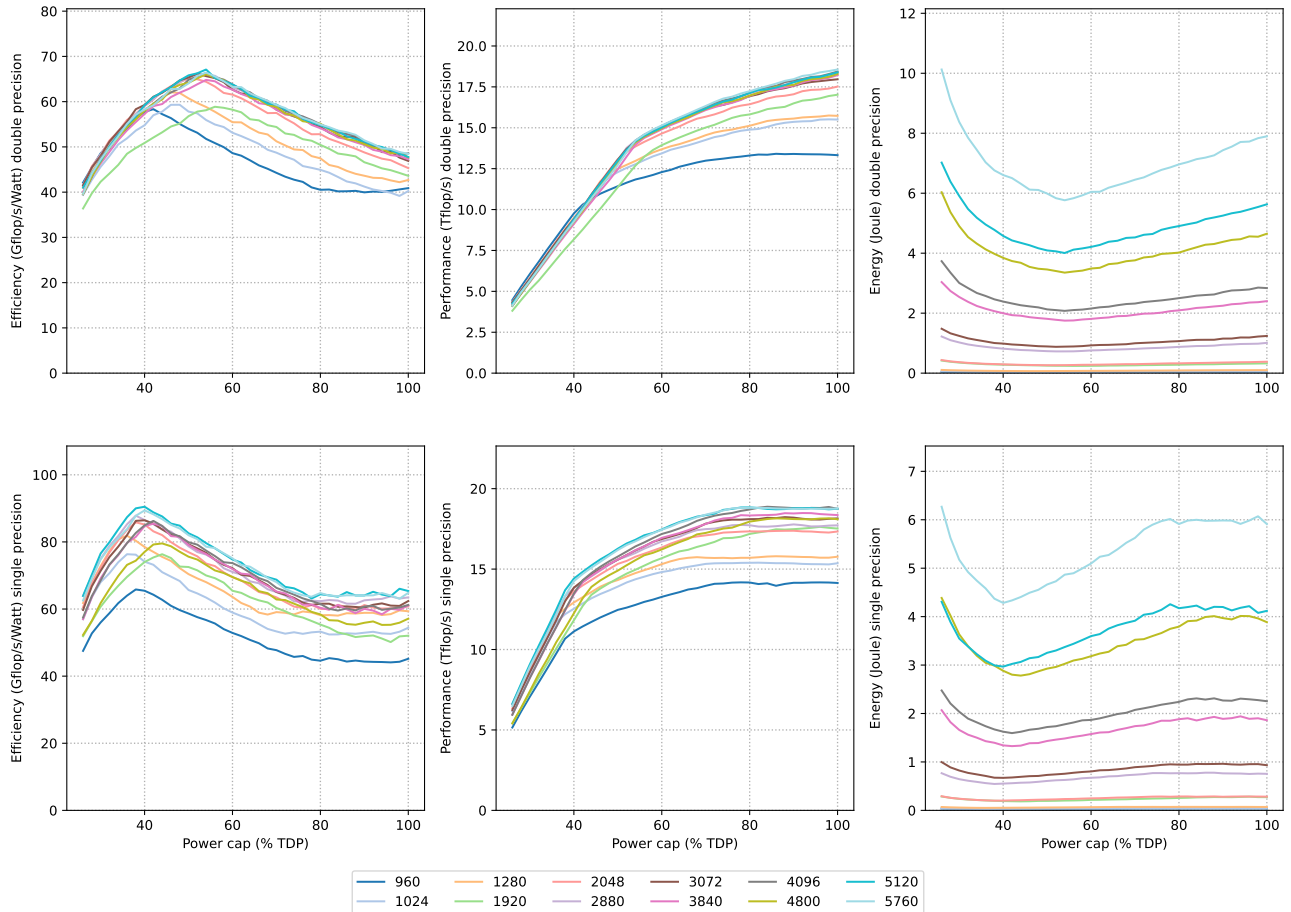 Efficiency (Gflop/s/Watt) double precision
80
70
60
50
40
30
20
10
0
40 60 80 100
Performance (Tflop/s) double precision
20.0
17.5
15.0
12.5
10.0
7.5
5.0
2.5
0.0
40 60 80 100
Energy (Joule) double precision
12
10
8
6
4
2
0
40 60 80 100
Efficiency (Gflop/s/Watt) single precision
100
80
60
40
20
0
40 60 80 100
Power cap (% TDP)
Performance (Tflop/s) single precision
20
15
10
5
0
40 60 80 100
Power cap (% TDP)
Energy (Joule) single precision
7
6
5
4
3
2
1
0
40 60 80 100
Power cap (% TDP)
960 1280 2048 3072 4096 5120
1024 1920 2880 3840 4800 5760